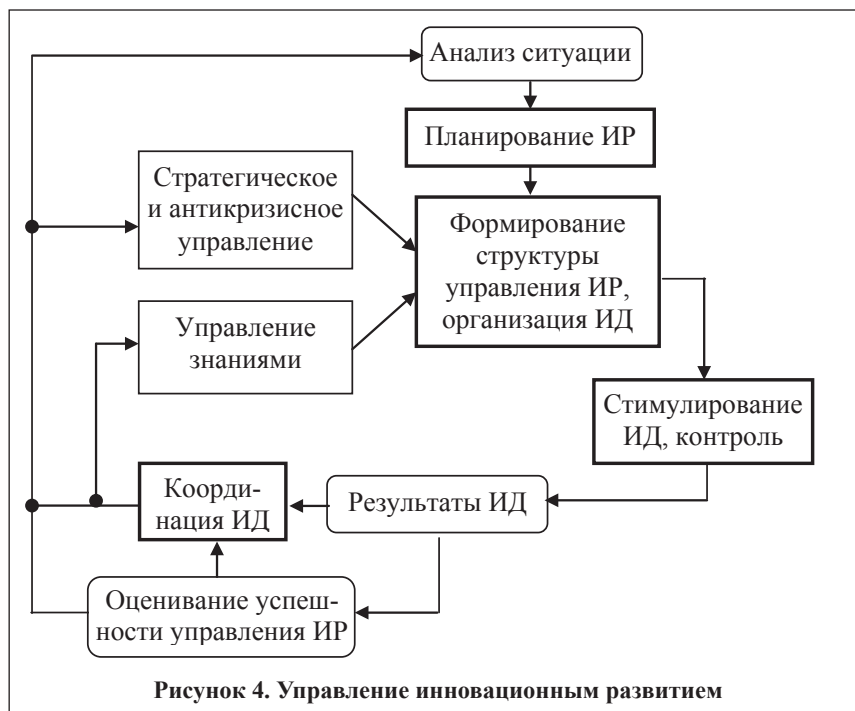 Анализ ситуации
Планирование ИР
Стратегическое
и антикризисное
управление
Формирование
структуры
управления ИР,
организация ИД
Управление
знаниями
Стимулирование
ИД, контроль
Коорди-
нация ИД
Результаты ИД
Оценивание успеш-
ности управления ИР
Рисунок 4. Управление инновационным развитием